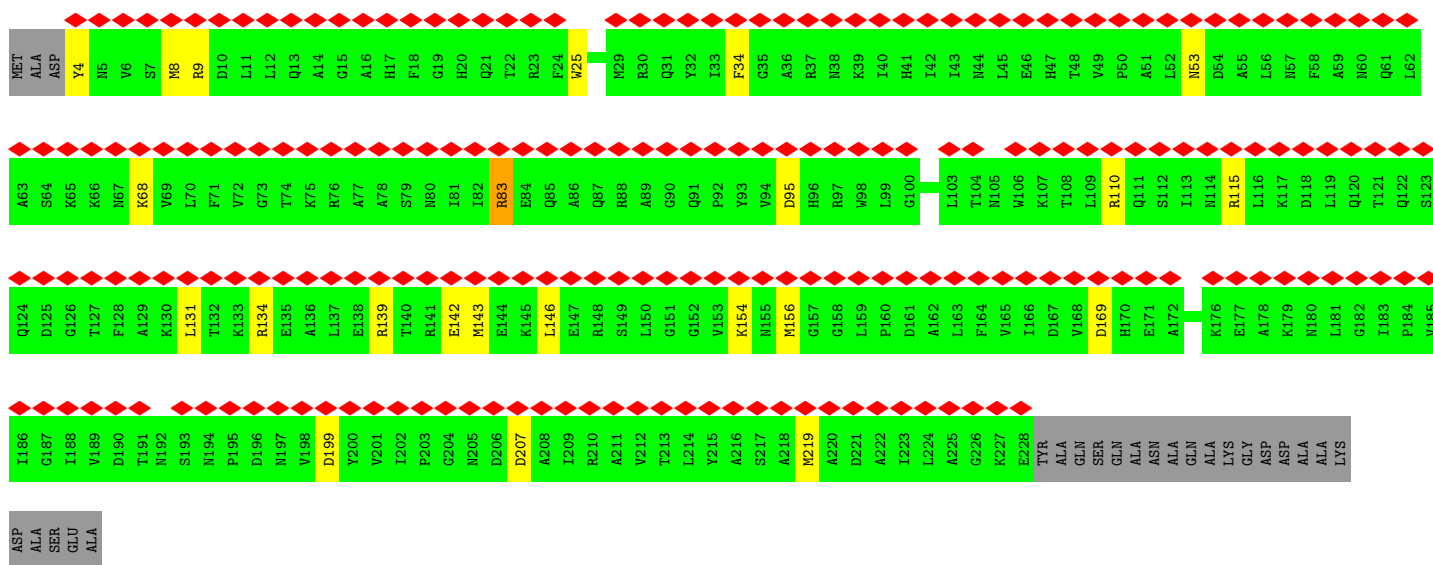 MET ALA ASP Y4 N5 V6 S7 M8 R9 D10 L11 L12 Q13 A14 G15 A16 H17 F18 G19 H20 Q21 T22 R23 F24 W25 M29 R30 Q31 Y32 I33 F34 G35 A36 R37 N38 K39 I40 H41 I42 I43 N44 L45 E46 H47 T48 V49 P50 A51 L52 N53 D54 A55 L56 N57 F58 A59 N60 Q61 L62
A63 S64 K65 K66 N67 K68 V69 L70 F71 V72 G73 T74 K75 R76 A77 A78 S79 N80 I81 I82 R83 E84 Q85 A86 Q87 R88 A89 G90 Q91 P92 Y93 V94 D95 H96 R97 W98 L99 G100 L103 T104 N105 W106 K107 T108 L109 R110 Q111 S112 I113 N114 R115 L116 K117 D118 L119 Q120 T121 Q122 S123
Q124 D125 G126 T127 F128 A129 K130 L131 T132 K133 R134 E135 A136 L137 E138 R139 T140 R141 E142 M143 E144 K145 L146 E147 R148 S149 L150 G151 G152 V153 K154 N155 M156 G157 G158 L159 P160 D161 A162 L163 F164 V165 I166 D167 V168 D169 H170 E171 A172 K176 E177 A178 K179 N180 L181 G182 I183 P184 V185
I186 G187 I188 V189 D190 T191 N192 S193 N194 P195 D196 N197 V198 D199 Y200 V201 I202 P203 G204 N205 D206 D207 A208 I209 R210 A211 V212 T213 L214 Y215 A216 S217 A218 M219 A220 D221 A222 I223 L224 A225 G226 K227 E228 TYR ALA GLN SER GLN ALA ASN ALA GLN ALA LYS GLY ASP ASP ALA ALA LYS
ASP ALA SER GLU ALA